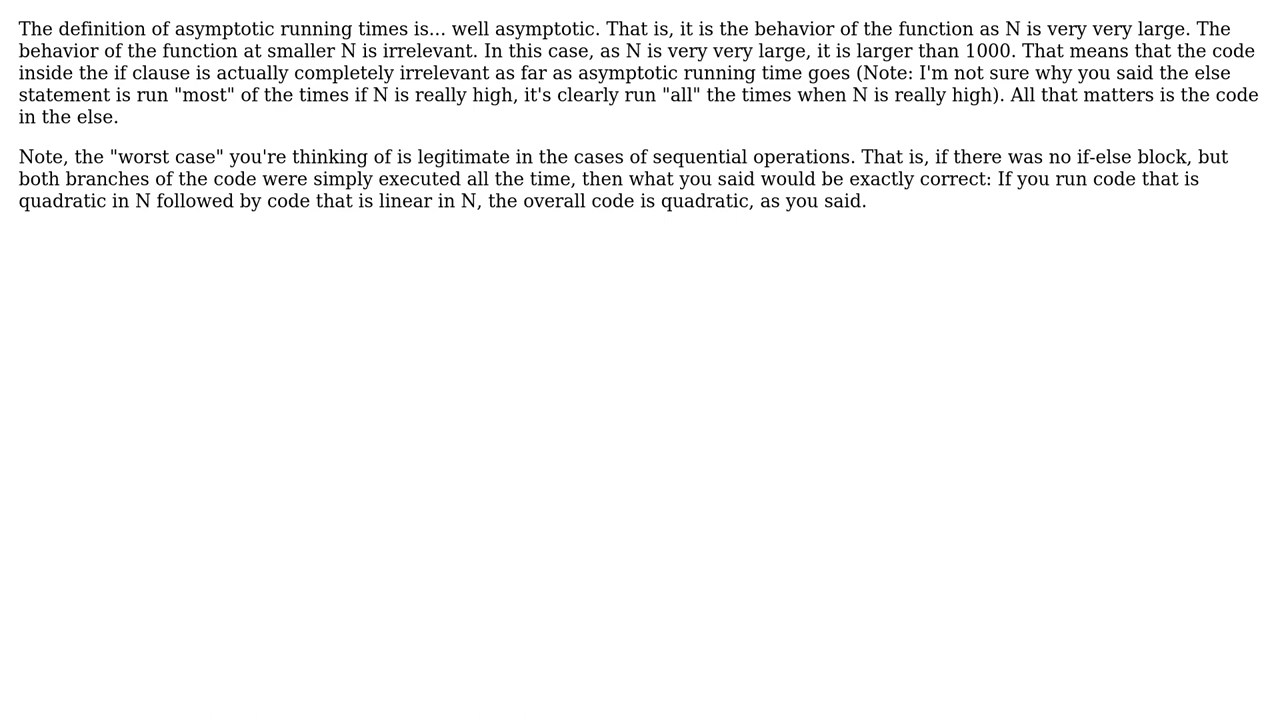 The definition of asymptotic running times is... well asymptotic. That is, it is the behavior of the function as N is very very large. The
behavior of the function at smaller N is irrelevant. In this case, as N is very very large, it is larger than 1000. That means that the code
inside the if clause is actually completely irrelevant as far as asymptotic running time goes (Note: I'm not sure why you said the else
statement is run "most" of the times if N is really high, it's clearly run "all" the times when N is really high). All that matters is the code
in the else.
Note, the "worst case" you're thinking of is legitimate in the cases of sequential operations. That is, if there was no if-else block, but
both branches of the code were simply executed all the time, then what you said would be exactly correct: If you run code that is
quadratic in N followed by code that is linear in N, the overall code is quadratic, as you said.